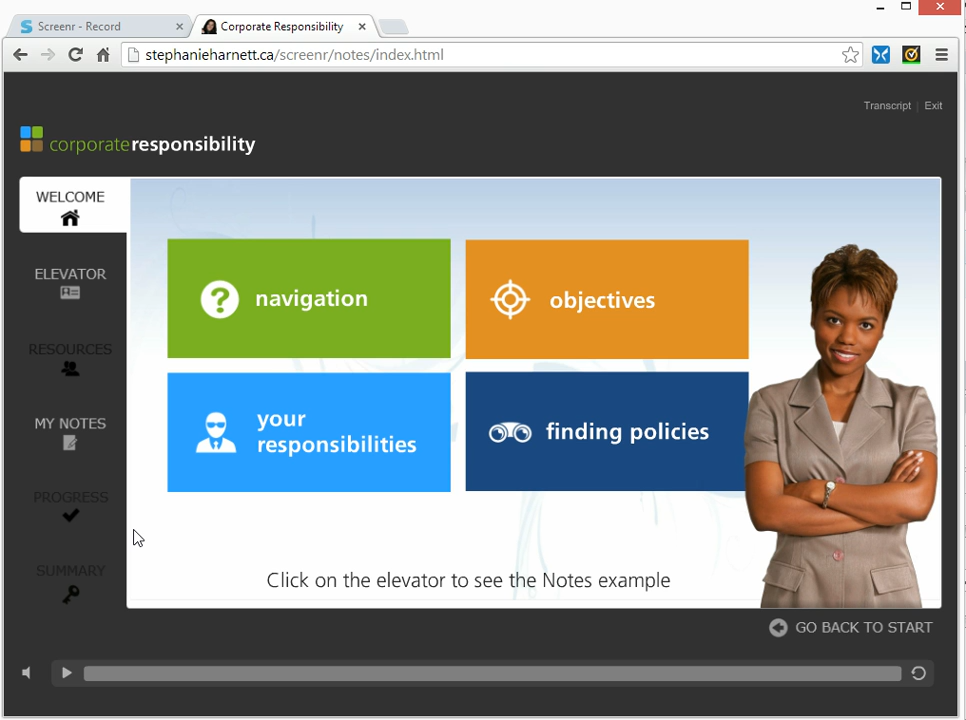 Screenr - Record
Corporate Responsibility
stephanieharnett.ca/screenr/notes/index.html
Transcript | Exit
corporateresponsibility
WELCOME
ELEVATOR
RESOURCES
MY NOTES
PROGRESS
SUMMARY
navigation
objectives
your
responsibilities
finding policies
Click on the elevator to see the Notes example
GO BACK TO START